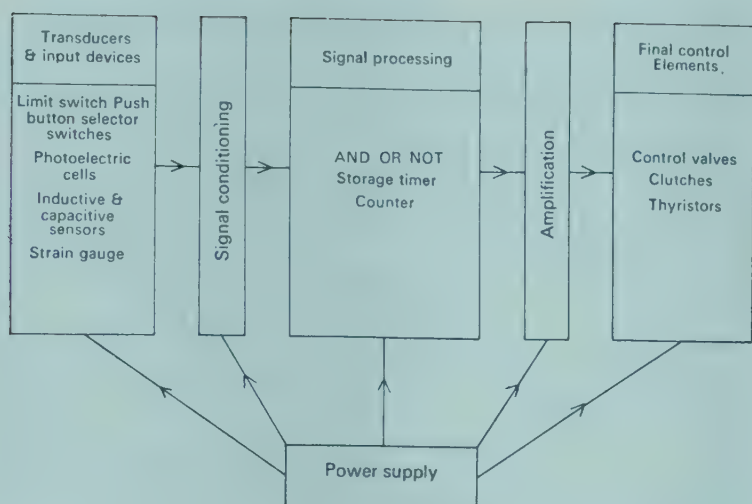 Transducers
& input devices
Limit switch Push
button selector
switches
Photoelectric
cells
Inductive &
capacitive
sensors
Strain gauge
Signal conditioning
Signal processing
AND OR NOT
Storage timer
Counter
Amplification
Final control
Elements.
Control valves
Clutches
Thyristors
Power supply